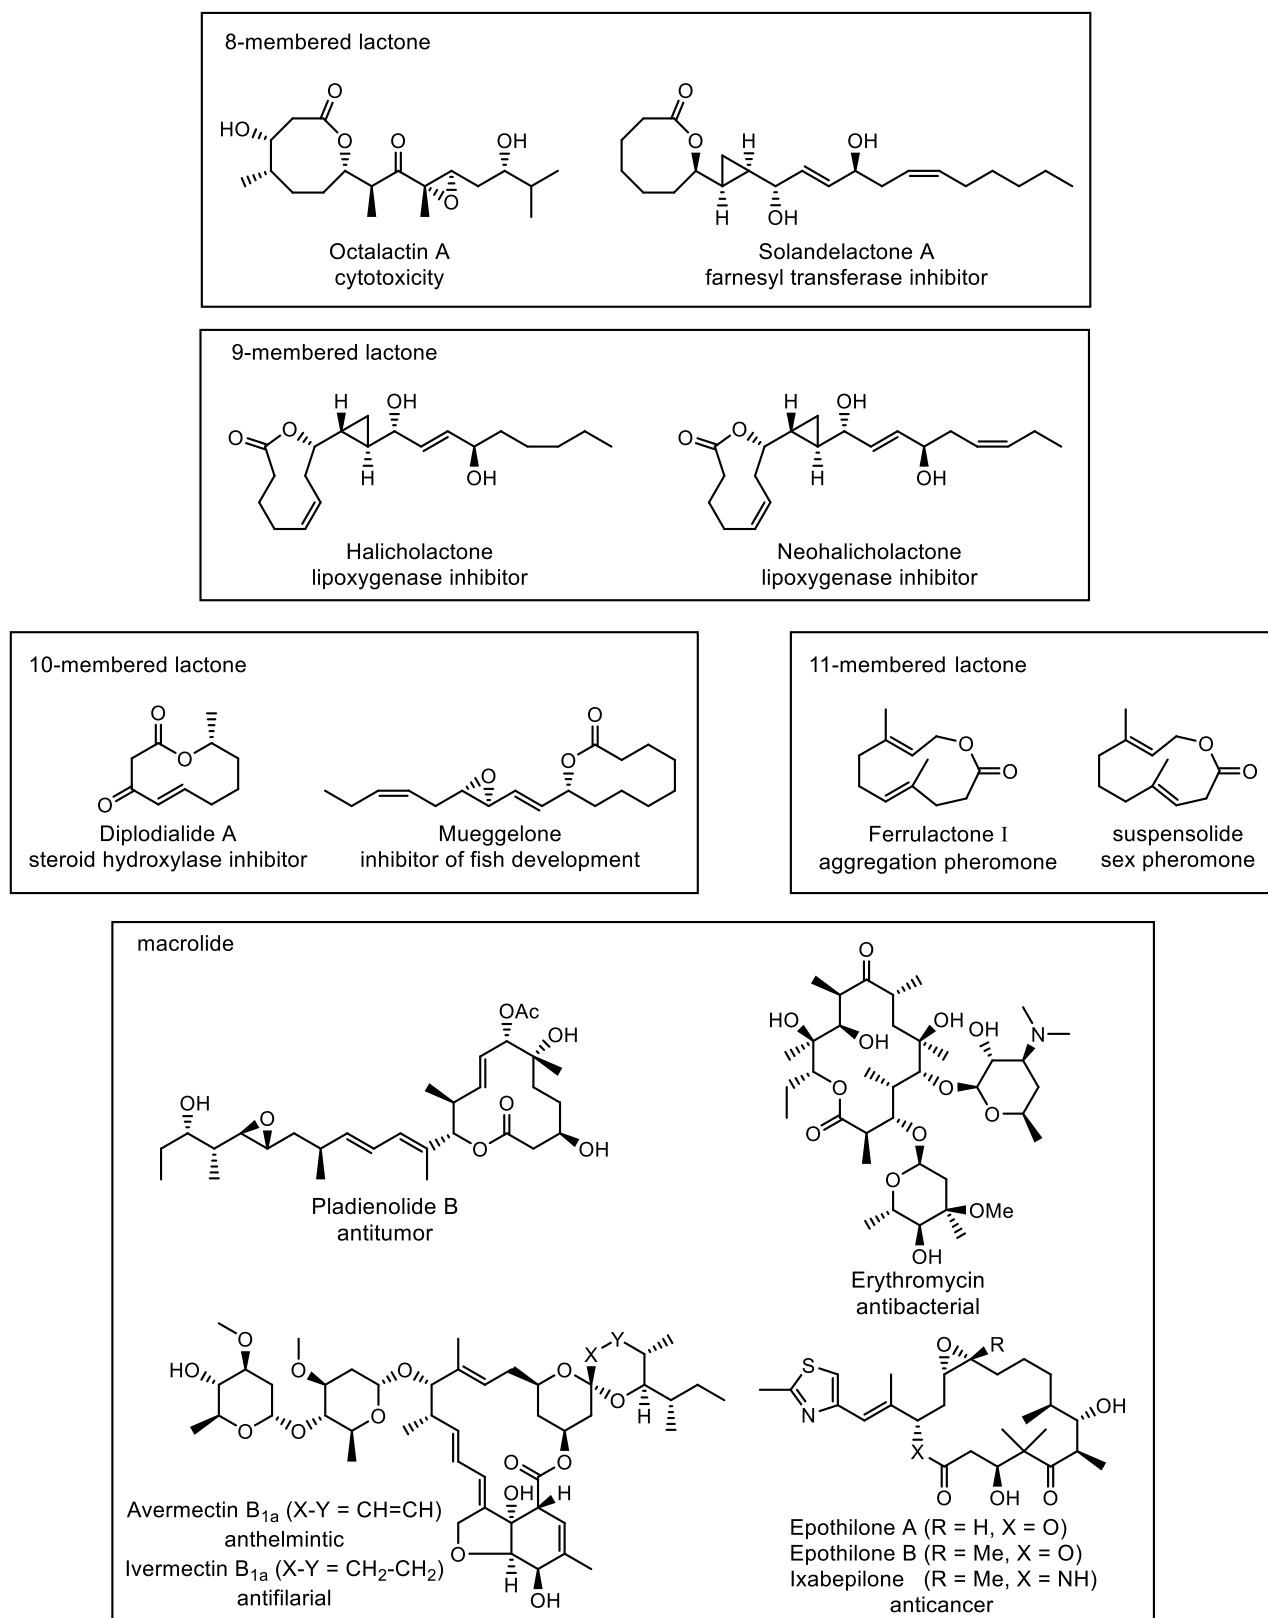 8-membered lactone
O
HO
O
O
OH
O
Octalactin A
cytotoxicity
O
O
H
OH
H
OH
Solandelactone A
farnesyl transferase inhibitor
9-membered lactone
H
OH
O
O
H
OH
Halicholactone
lipoxygenase inhibitor
H
OH
O
O
H
OH
Neohalicholactone
lipoxygenase inhibitor
10-membered lactone
O
O
O
Diplodialide A
steroid hydroxylase inhibitor
O
O
O
Mueggelone
inhibitor of fish development
11-membered lactone
O
O
Ferrulactone I
aggregation pheromone
O
O
suspensolide
sex pheromone
macrolide
OAc
OH
O
OH
O
O
OH
Pladienolide B
antitumor
O
HO
OH
OH
OH
N
O
O
O
O
O
O
OMe
OH
Erythromycin
antibacterial
O
HO
O
O
O
O
O
O
X
Y
O
H
O
O
OH
H
O
H
OH
Avermectin B1a (X-Y = CH=CH)
anthelmintic
Ivermectin B1a (X-Y = CH2-CH2)
antifilarial
O
R
S
N
OH
X
O
OH
O
Epothilone A (R = H, X = O)
Epothilone B (R = Me, X = O)
Ixabepilone (R = Me, X = NH)
anticancer